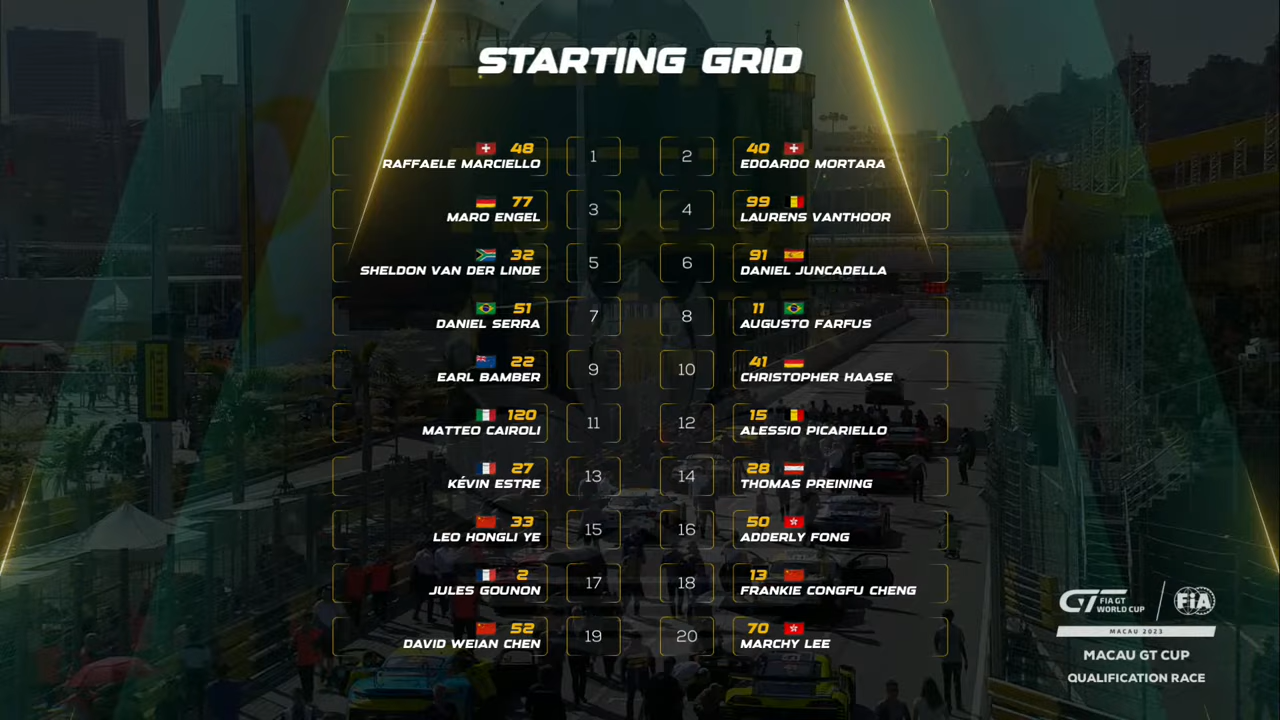 STARTING GRID
48
RAFFAELE MARCIELLO
1
2
40
EDOARDO MORTARA
77
MARO ENGEL
3
4
99
LAURENS VANTHOOR
32
SHELDON VAN DER LINDE
5
6
91
DANIEL JUNCADELLA
51
DANIEL SERRA
7
8
11
AUGUSTO FARFUS
22
EARL BAMBER
9
10
41
CHRISTOPHER HAASE
120
MATTEO CAIROLI
11
12
15
ALESSIO PICARIELLO
27
KÉVIN ESTRE
13
14
28
THOMAS PREINING
33
LEO HONGLI YE
15
16
50
ADDERLY FONG
2
JULES GOUNON
17
18
13
FRANKIE CONGFU CHENG
52
DAVID WEIAN CHEN
19
20
70
MARCHY LEE
GT FIA GT
WORLD CUP
FIA
MACAU 2023
MACAU GT CUP
QUALIFICATION RACE